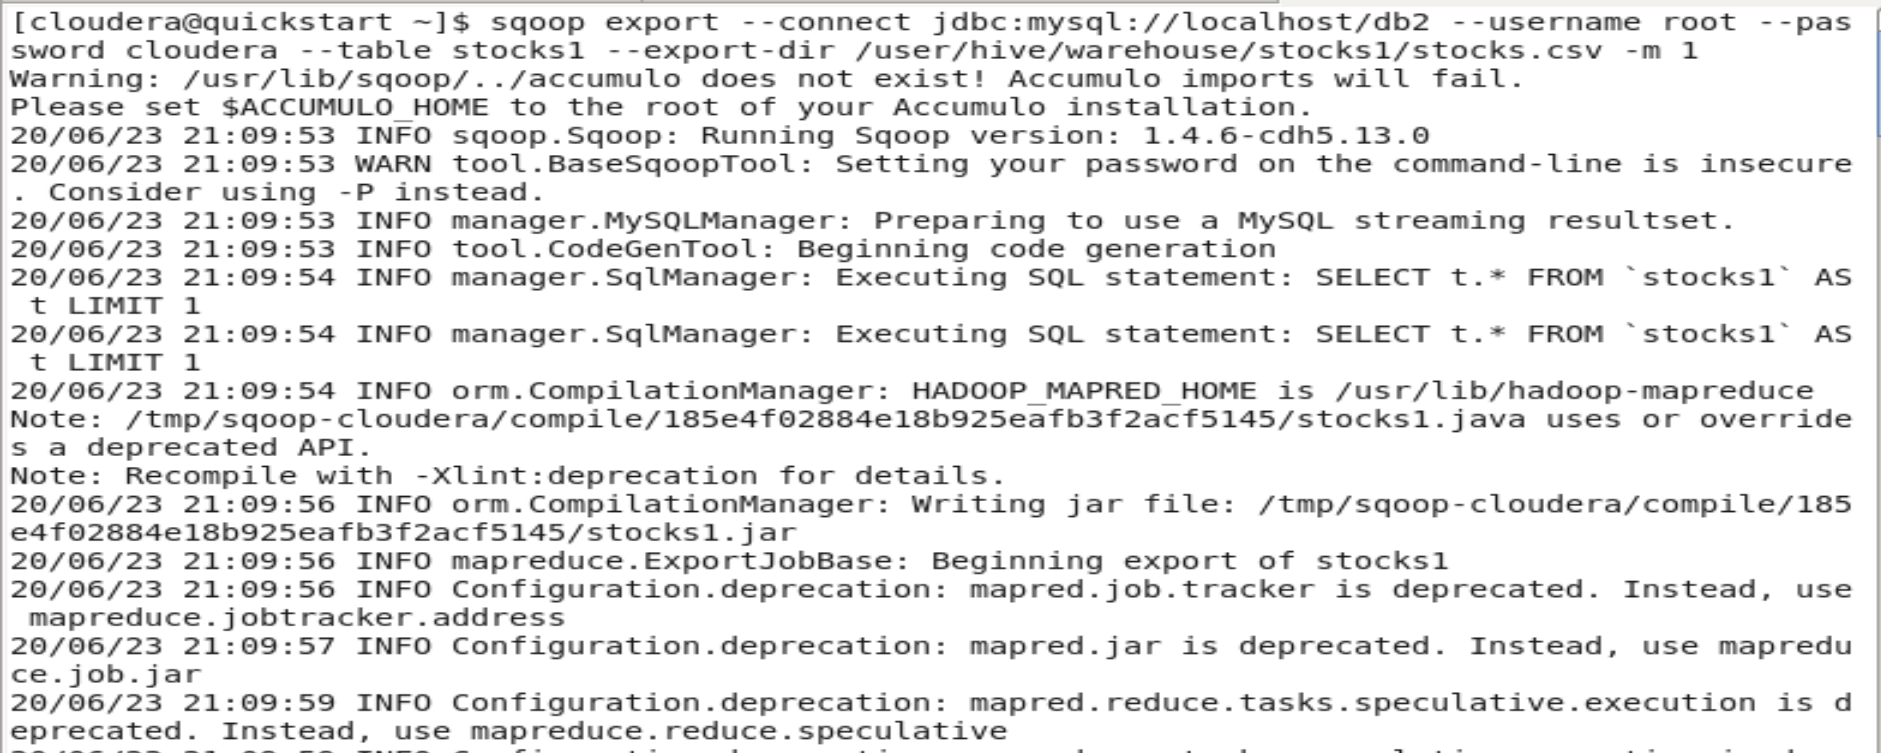 [cloudera@quickstart ~]$ sqoop export --connect jdbc:mysql://localhost/db2 --username root --pas
sword cloudera --table stocks1 --export-dir /user/hive/warehouse/stocks1/stocks.csv -m 1
Warning: /usr/lib/sqoop/../accumulo does not exist! Accumulo imports will fail.
Please set $ACCUMULO_HOME to the root of your Accumulo installation.
20/06/23 21:09:53 INFO sqoop.Sqoop: Running Sqoop version: 1.4.6-cdh5.13.0
20/06/23 21:09:53 WARN tool.BaseSqoopTool: Setting your password on the command-line is insecure
. Consider using -P instead.
20/06/23 21:09:53 INFO manager.MySQLManager: Preparing to use a MySQL streaming resultset.
20/06/23 21:09:53 INFO tool.CodeGenTool: Beginning code generation
20/06/23 21:09:54 INFO manager.SqlManager: Executing SQL statement: SELECT t.* FROM `stocks1` AS
 t LIMIT 1
20/06/23 21:09:54 INFO manager.SqlManager: Executing SQL statement: SELECT t.* FROM `stocks1` AS
 t LIMIT 1
20/06/23 21:09:54 INFO orm.CompilationManager: HADOOP_MAPRED_HOME is /usr/lib/hadoop-mapreduce
Note: /tmp/sqoop-cloudera/compile/185e4f02884e18b925eafb3f2acf5145/stocks1.java uses or override
s a deprecated API.
Note: Recompile with -Xlint:deprecation for details.
20/06/23 21:09:56 INFO orm.CompilationManager: Writing jar file: /tmp/sqoop-cloudera/compile/185
e4f02884e18b925eafb3f2acf5145/stocks1.jar
20/06/23 21:09:56 INFO mapreduce.ExportJobBase: Beginning export of stocks1
20/06/23 21:09:56 INFO Configuration.deprecation: mapred.job.tracker is deprecated. Instead, use
 mapreduce.jobtracker.address
20/06/23 21:09:57 INFO Configuration.deprecation: mapred.jar is deprecated. Instead, use mapredu
ce.job.jar
20/06/23 21:09:59 INFO Configuration.deprecation: mapred.reduce.tasks.speculative.execution is d
eprecated. Instead, use mapreduce.reduce.speculative